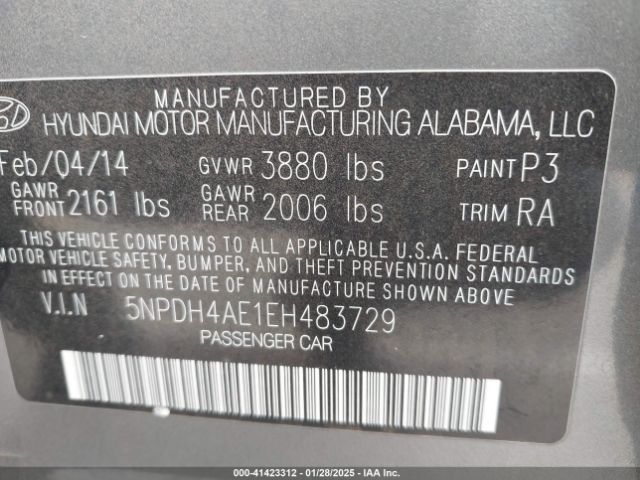 MANUFACTURED BY
HYUNDAI MOTOR MANUFACTURING ALABAMA, LLC
Feb/04/14 GVWR 3880 lbs PAINT P3
GAWR FRONT 2161 lbs GAWR REAR 2006 lbs TRIM RA
THIS VEHICLE CONFORMS TO ALL APPLICABLE U.S.A. FEDERAL
MOTOR VEHICLE SAFETY, BUMPER, AND THEFT PREVENTION STANDARDS
IN EFFECT ON THE DATE OF MANUFACTURE SHOWN ABOVE
V.I.N 5NPDH4AE1EH483729
PASSENGER CAR
000-41423312 | 01/28/2025 | IAA Inc.